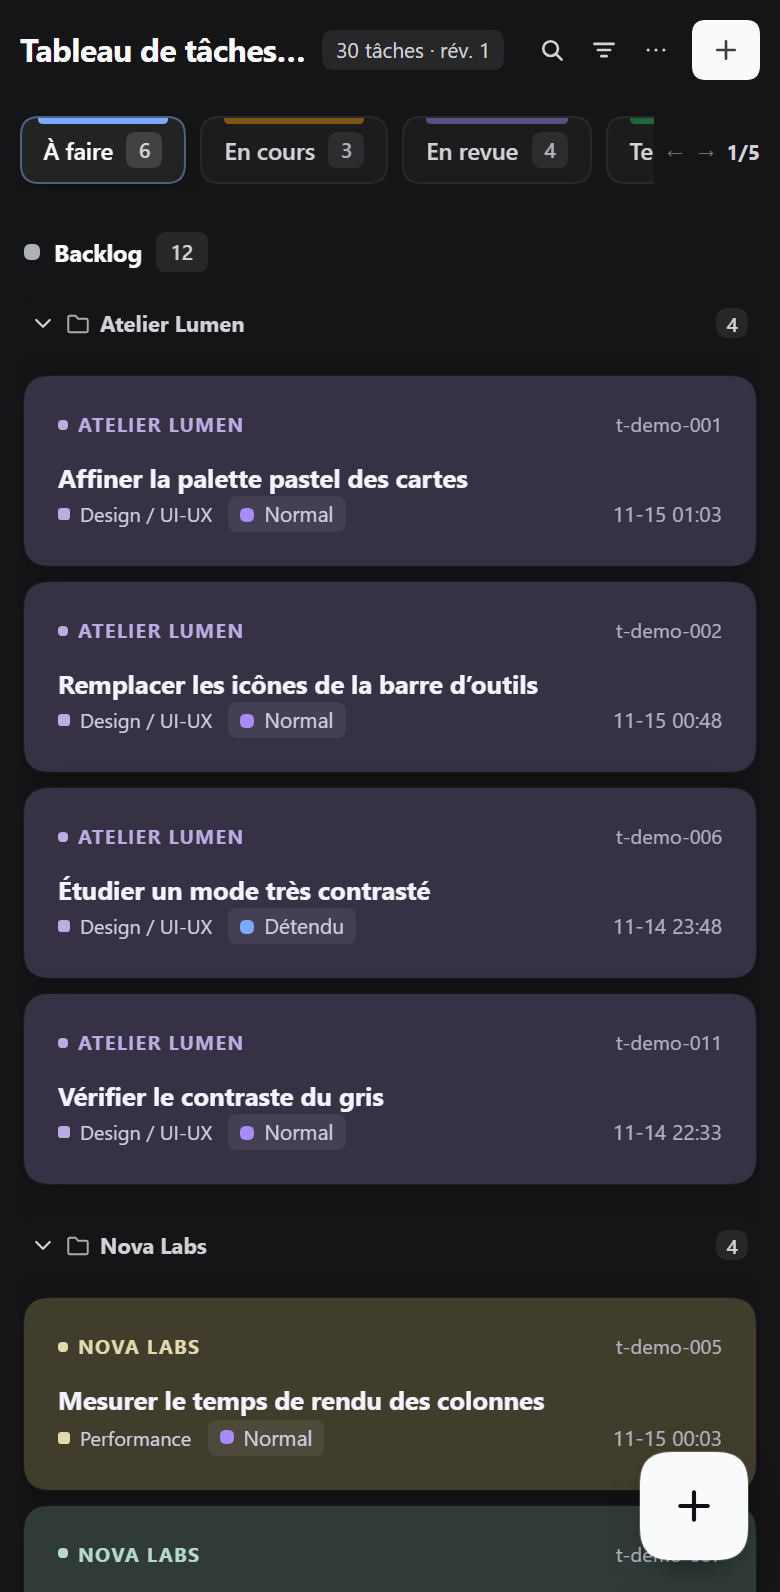 Tableau de tâches… 30 tâches · rév. 1
À faire 6 En cours 3 En revue 4 Te ← → 1/5
Backlog 12
Atelier Lumen 4
ATELIER LUMEN t-demo-001
Affiner la palette pastel des cartes
Design / UI-UX Normal 11-15 01:03
ATELIER LUMEN t-demo-002
Remplacer les icônes de la barre d’outils
Design / UI-UX Normal 11-15 00:48
ATELIER LUMEN t-demo-006
Étudier un mode très contrasté
Design / UI-UX Détendu 11-14 23:48
ATELIER LUMEN t-demo-011
Vérifier le contraste du gris
Design / UI-UX Normal 11-14 22:33
Nova Labs 4
NOVA LABS t-demo-005
Mesurer le temps de rendu des colonnes
Performance Normal 11-15 00:03
NOVA LABS